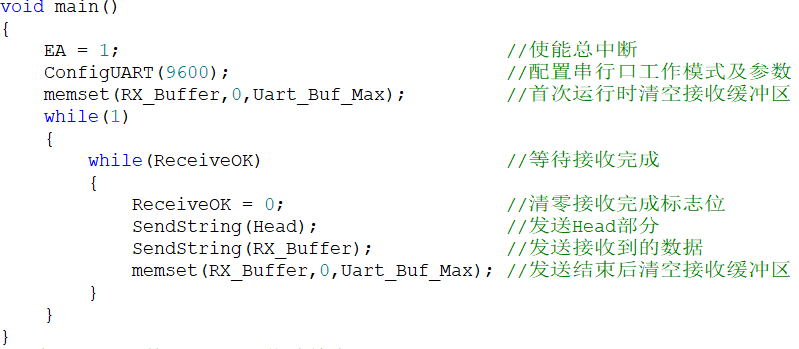 void main()
{
    EA = 1;                                   //使能总中断
    ConfigUART(9600);                         //配置串行口工作模式及参数
    memset(RX_Buffer,0,Uart_Buf_Max);         //首次运行时清空接收缓冲区
    while(1)
    {
        while(ReceiveOK)                      //等待接收完成
        {
            ReceiveOK = 0;                    //清零接收完成标志位
            SendString(Head);                 //发送Head部分
            SendString(RX_Buffer);            //发送接收到的数据
            memset(RX_Buffer,0,Uart_Buf_Max); //发送结束后清空接收缓冲区
        }
    }
}